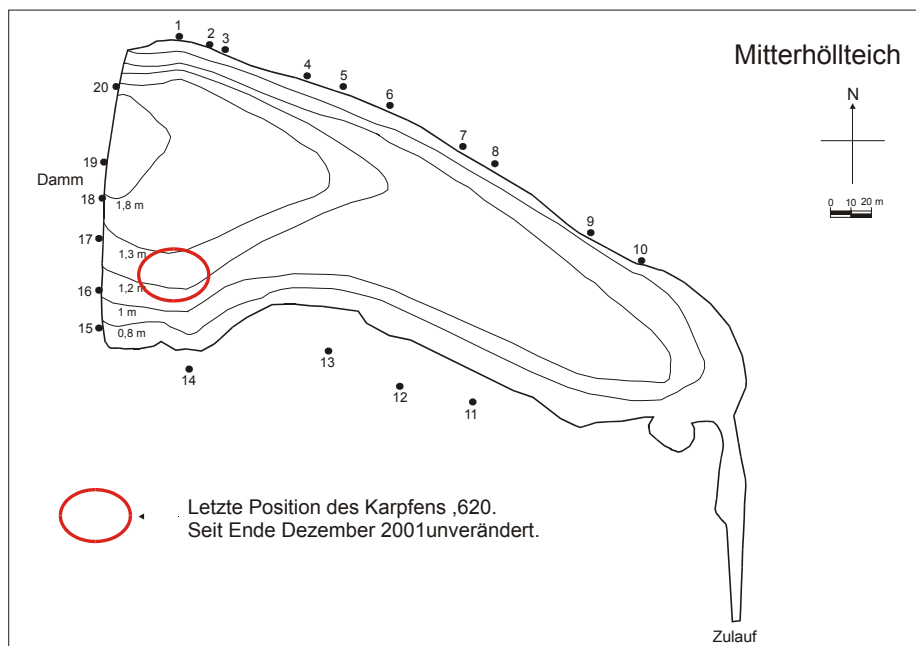 Mitterhöllteich
N
0 10 20 m
1
2
3
4
5
6
7
8
9
10
20
19
Damm
18
1,8 m
17
1,3 m
16
1,2 m
1 m
15
0,8 m
14
13
12
11
Letzte Position des Karpfens ,620.
Seit Ende Dezember 2001unverändert.
Zulauf